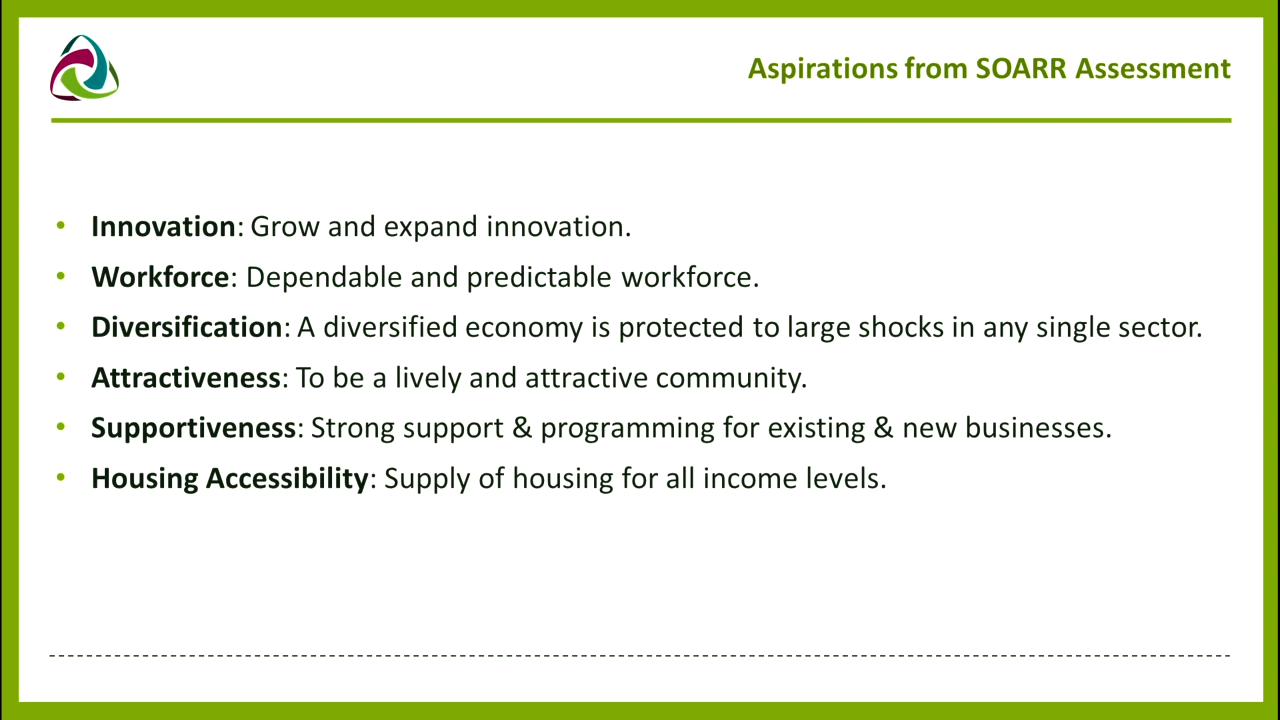 Aspirations from SOARR Assessment
• Innovation: Grow and expand innovation.
• Workforce: Dependable and predictable workforce.
• Diversification: A diversified economy is protected to large shocks in any single sector.
• Attractiveness: To be a lively and attractive community.
• Supportiveness: Strong support & programming for existing & new businesses.
• Housing Accessibility: Supply of housing for all income levels.